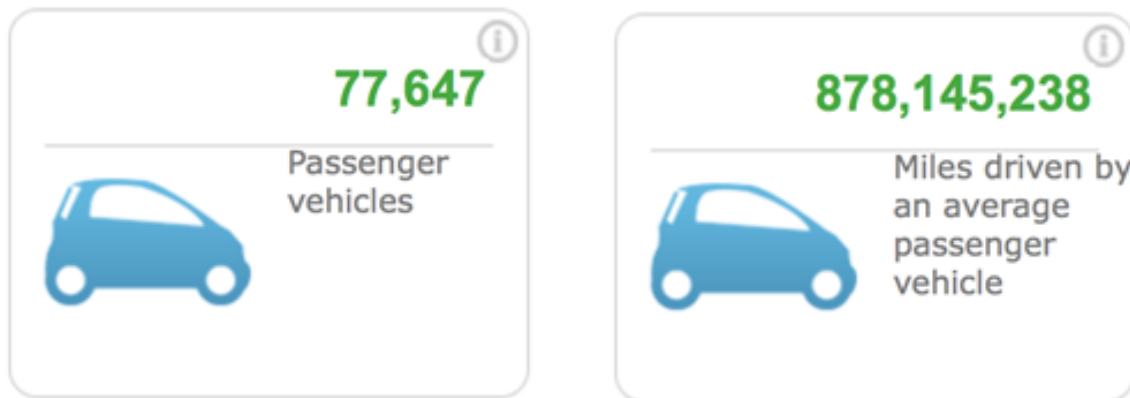 77,647
Passenger
vehicles
878,145,238
Miles driven by
an average
passenger
vehicle